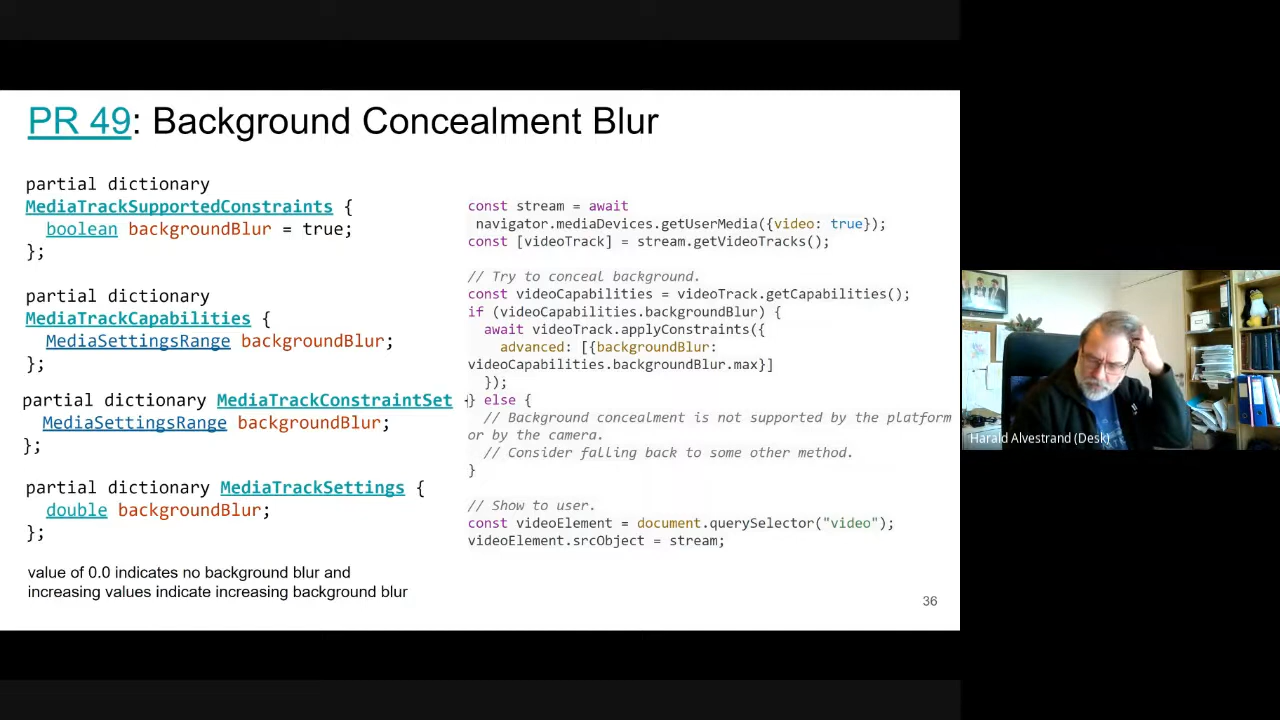 PR 49: Background Concealment Blur
partial dictionary
MediaTrackSupportedConstraints {
boolean backgroundBlur = true;
};
partial dictionary
MediaTrackCapabilities {
MediaSettingsRange backgroundBlur;
};
partial dictionary MediaTrackConstraintSet {
MediaSettingsRange backgroundBlur;
};
partial dictionary MediaTrackSettings {
double backgroundBlur;
};
value of 0.0 indicates no background blur and
increasing values indicate increasing background blur
const stream = await
navigator.mediaDevices.getUserMedia({video: true});
const [videoTrack] = stream.getVideoTracks();
// Try to conceal background.
const videoCapabilities = videoTrack.getCapabilities();
if (videoCapabilities.backgroundBlur) {
await videoTrack.applyConstraints({
advanced: [{backgroundBlur:
videoCapabilities.backgroundBlur.max}]
});
} else {
// Background concealment is not supported by the platform
or by the camera.
// Consider falling back to some other method.
}
// Show to user.
const videoElement = document.querySelector("video");
videoElement.srcObject = stream;
36
Harald Alvestrand (Desk)